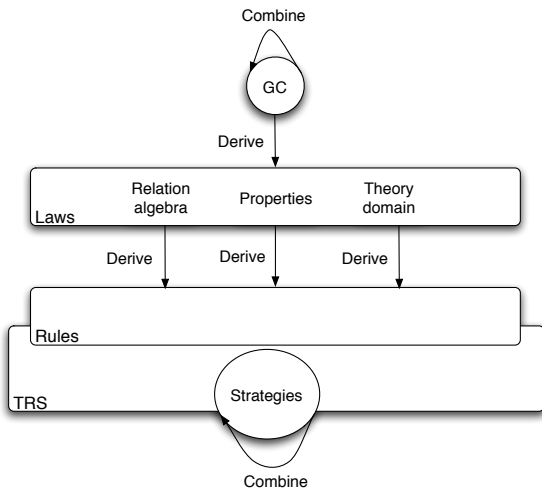 Combine
GC
Derive
Relation
algebra
Properties
Theory
domain
Laws
Derive
Derive
Derive
Rules
Strategies
TRS
Combine